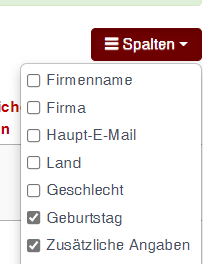 Spalten
Firmenname
Firma
Haupt-E-Mail
Land
Geschlecht
Geburtstag
Zusätzliche Angaben